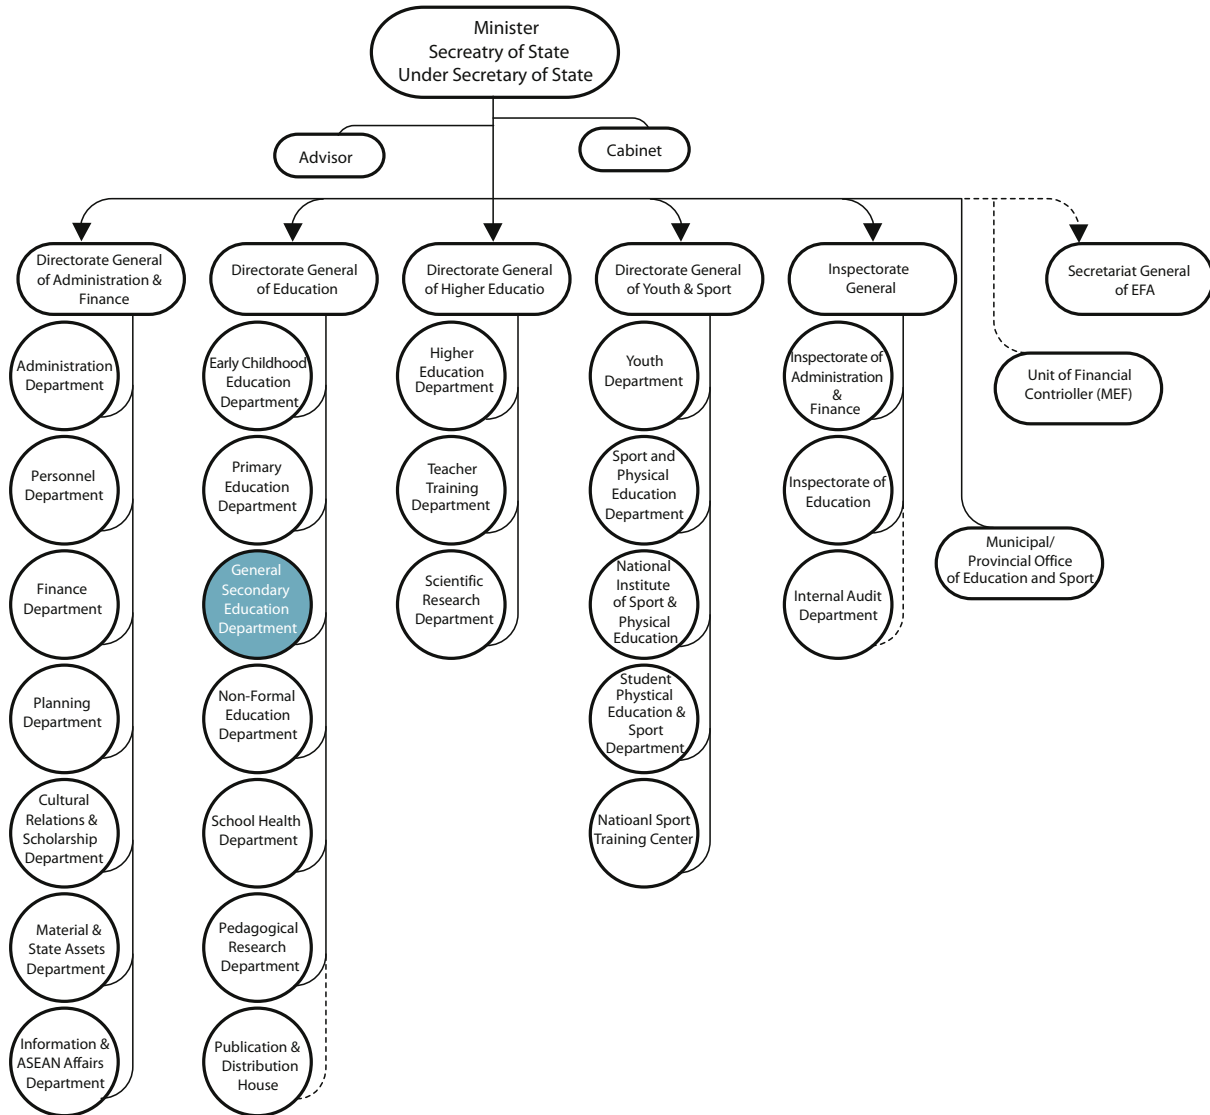 Minister
Secreatry of State
Under Secretary of State
Advisor
Cabinet
Directorate General
of Administration &
Finance
Directorate General
of Education
Directorate General
of Higher Educatio
Directorate General
of Youth & Sport
Inspectorate
General
Secretariat General
of EFA
Administration
Department
Personnel
Department
Finance
Department
Planning
Department
Cultural
Relations &
Scholarship
Department
Material &
State Assets
Department
Information &
ASEAN Affairs
Department
Early Childhood
Education
Department
Primary
Education
Department
General
Secondary
Education
Department
Non-Formal
Education
Department
School Health
Department
Pedagogical
Research
Department
Publication &
Distribution
House
Higher
Education
Department
Teacher
Training
Department
Scientific
Research
Department
Youth
Department
Sport and
Physical
Education
Department
National
Institute
of Sport &
Physical
Education
Student
Phystical
Education &
Sport
Department
Natioanl Sport
Training Center
Inspectorate of
Administration
&
Finance
Inspectorate of
Education
Internal Audit
Department
Unit of Financial
Contrioller (MEF)
Municipal/
Provincial Office
of Education and Sport